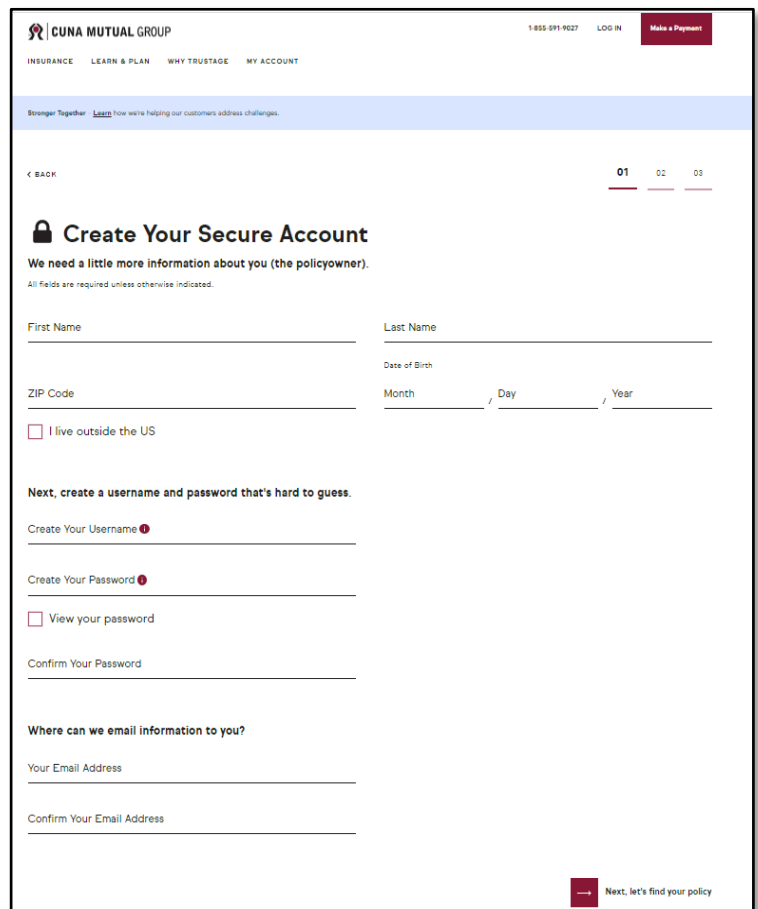 CUNA MUTUAL GROUP
1-855-591-9027 LOG IN Make a Payment
INSURANCE LEARN & PLAN WHY TRUSTAGE MY ACCOUNT
Stronger Together Learn how we're helping our customers address challenges.
< BACK
01 02 03
Create Your Secure Account
We need a little more information about you (the policyowner).
All fields are required unless otherwise indicated.
First Name Last Name
Date of Birth
ZIP Code Month / Day / Year
I live outside the US
Next, create a username and password that's hard to guess.
Create Your Username
Create Your Password
View your password
Confirm Your Password
Where can we email information to you?
Your Email Address
Confirm Your Email Address
→ Next, let's find your policy